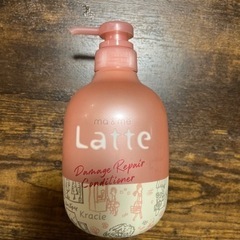 ma & me
Latte
Damage Repair
Conditioner
Kracie